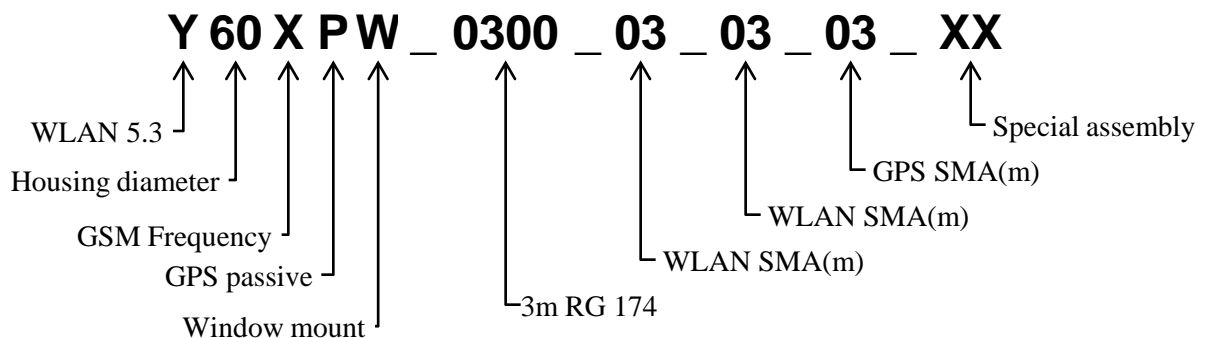 Y 60 X P W _ 0300 _ 03 _ 03 _ 03 _ XX
WLAN 5.3
Special assembly
Housing diameter
GPS SMA(m)
GSM Frequency
WLAN SMA(m)
GPS passive
WLAN SMA(m)
Window mount
3m RG 174